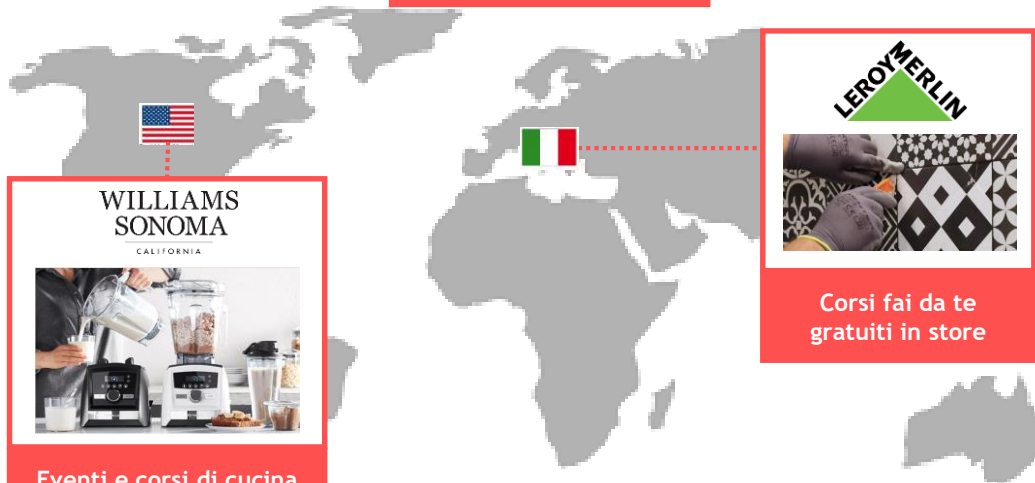 WILLIAMS
SONOMA
CALIFORNIA
Eventi e corsi di cucina
LEROY MERLIN
Corsi fai da te
gratuiti in store